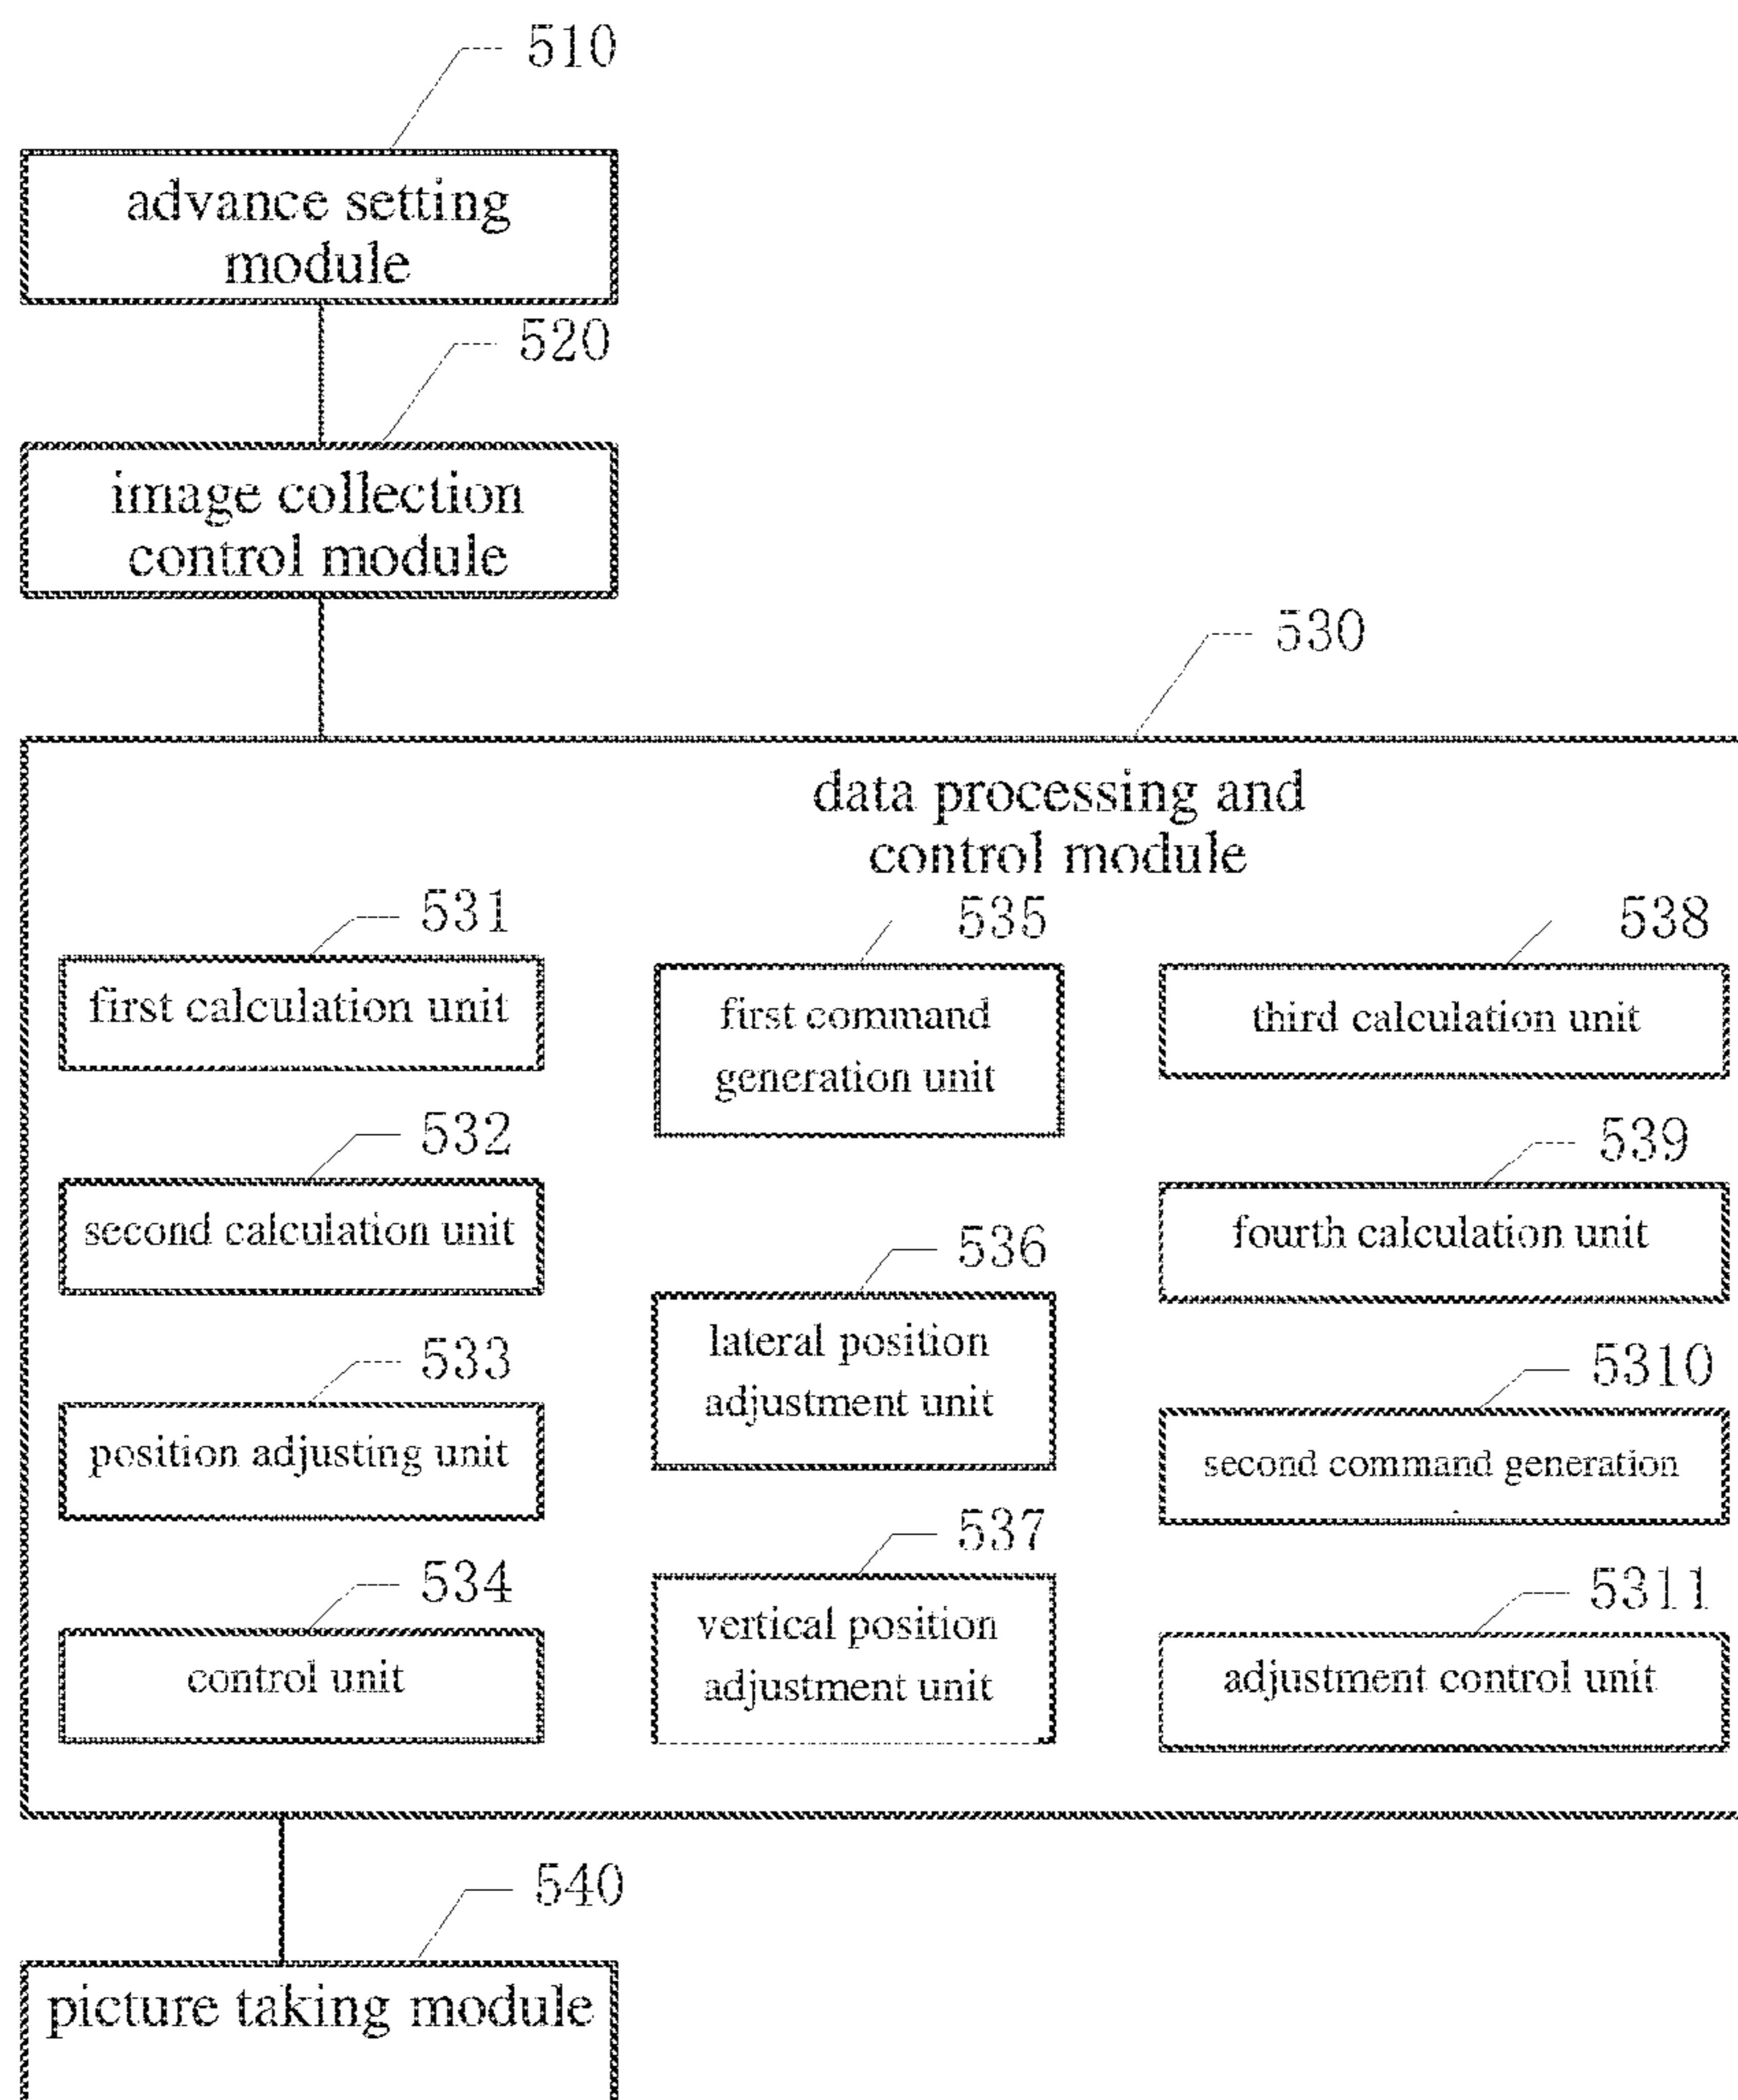 510
advance setting
module
520
image collection
control module
530
data processing and
control module
531
first calculation unit
532
second calculation unit
533
position adjusting unit
534
control unit
535
first command
generation unit
536
lateral position
adjustment unit
537
vertical position
adjustment unit
538
third calculation unit
539
fourth calculation unit
5310
second command generation
5311
adjustment control unit
540
picture taking module